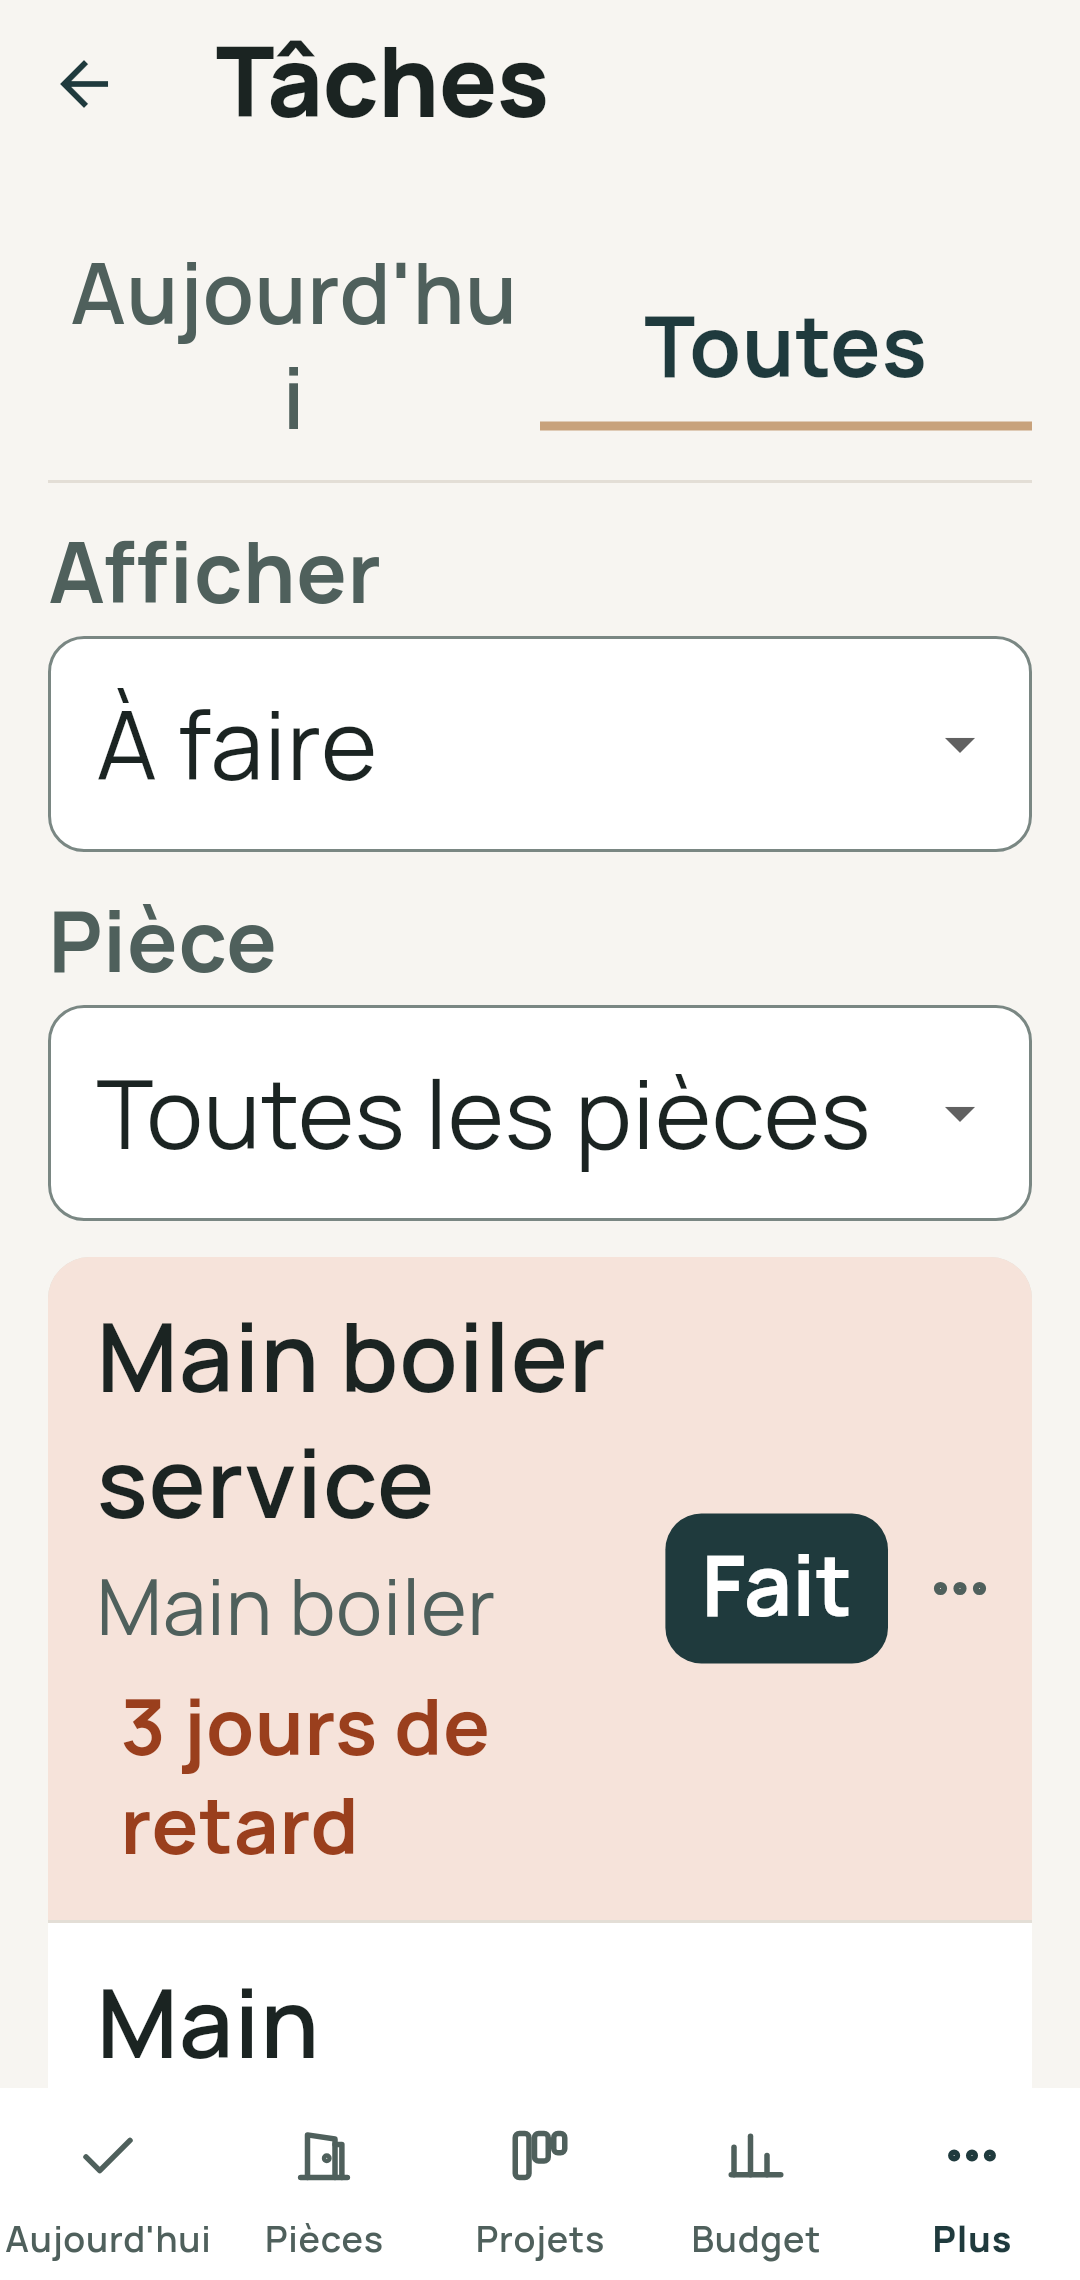 Tâches
Aujourd'hu
i
Toutes
Afficher
À faire
Pièce
Toutes les pièces
Main boiler
service
Main boiler
3 jours de
retard
Fait
Main
Aujourd'hui
Pièces
Projets
Budget
Plus